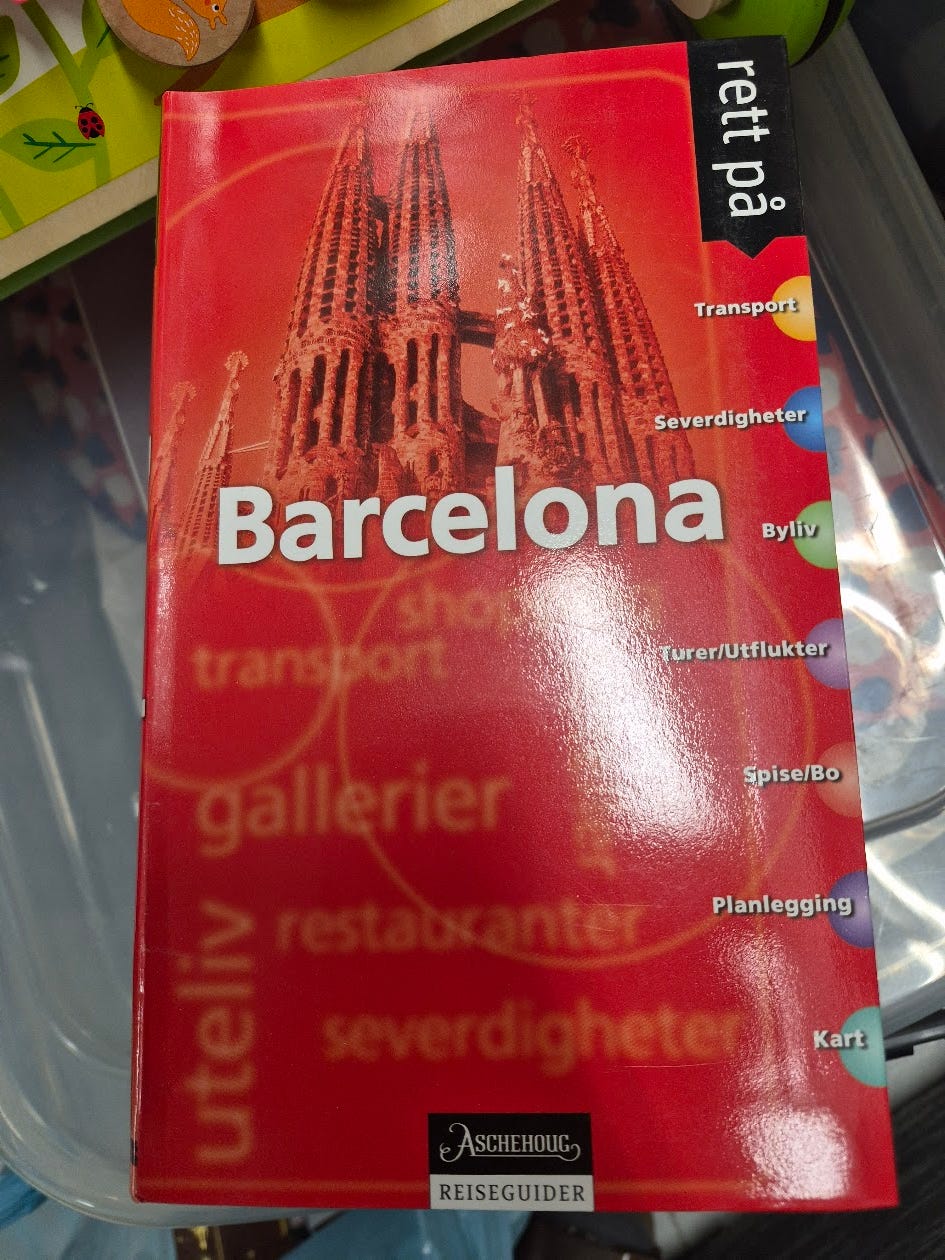 rett på
Transport
Severdigheter
Byliv
Barcelona
Turer/Utflukter
transport
Spise/Bo
gallerier
Planlegging
restauranter
uteliv
severdigheter
Kart
ASCHEHOUG
REISEGUIDER